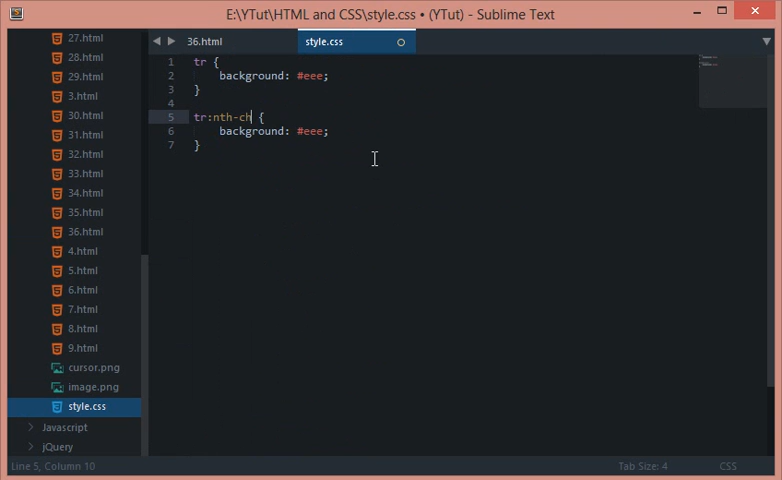 E:\YTut\HTML and CSS\style.css • (YTut) - Sublime Text
27.html
28.html
29.html
3.html
30.html
31.html
32.html
33.html
34.html
35.html
36.html
4.html
5.html
6.html
7.html
8.html
9.html
cursor.png
image.png
style.css
Javascript
jQuery
36.html
style.css
1 tr {
2 background: #eee;
3 }
4
5 tr:nth-ch {
6 background: #eee;
7 }
Line 5, Column 10
Tab Size: 4
CSS